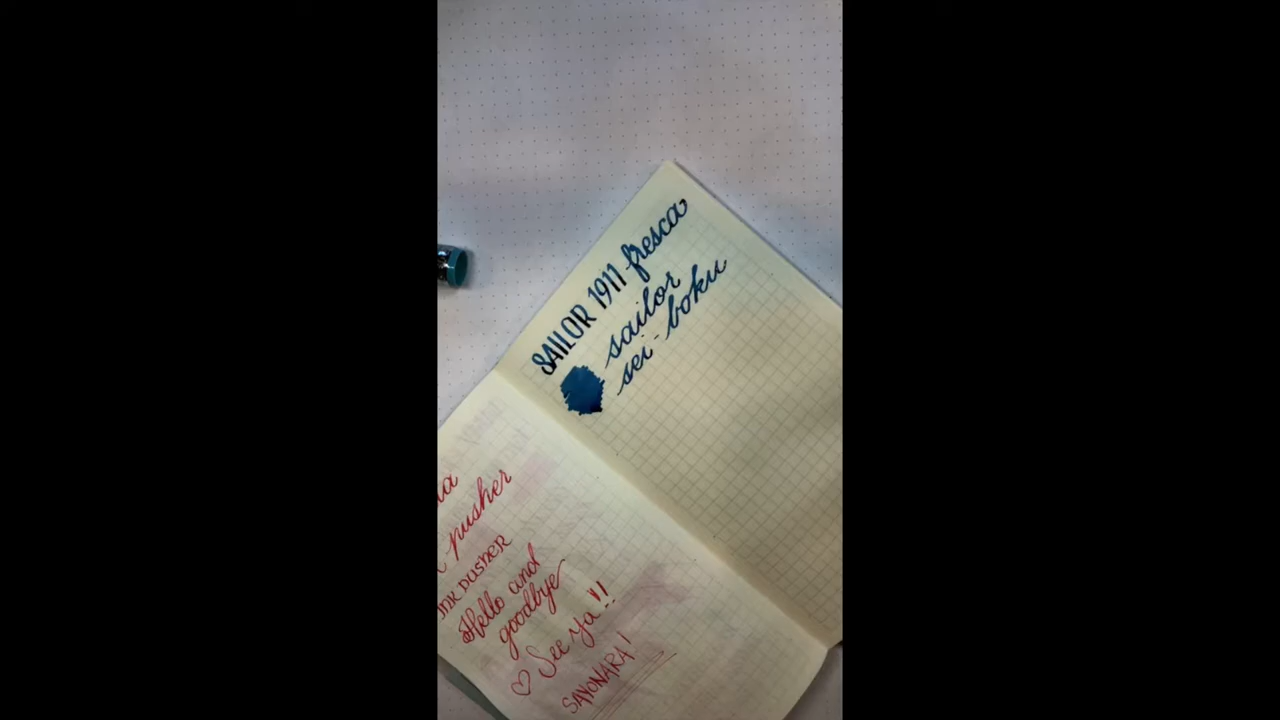 SAILOR 1911 fresca
sailor
sei-boku
pusher
INK PUSHER
Hello and
goodbye
See ya!!
SAYONARA!